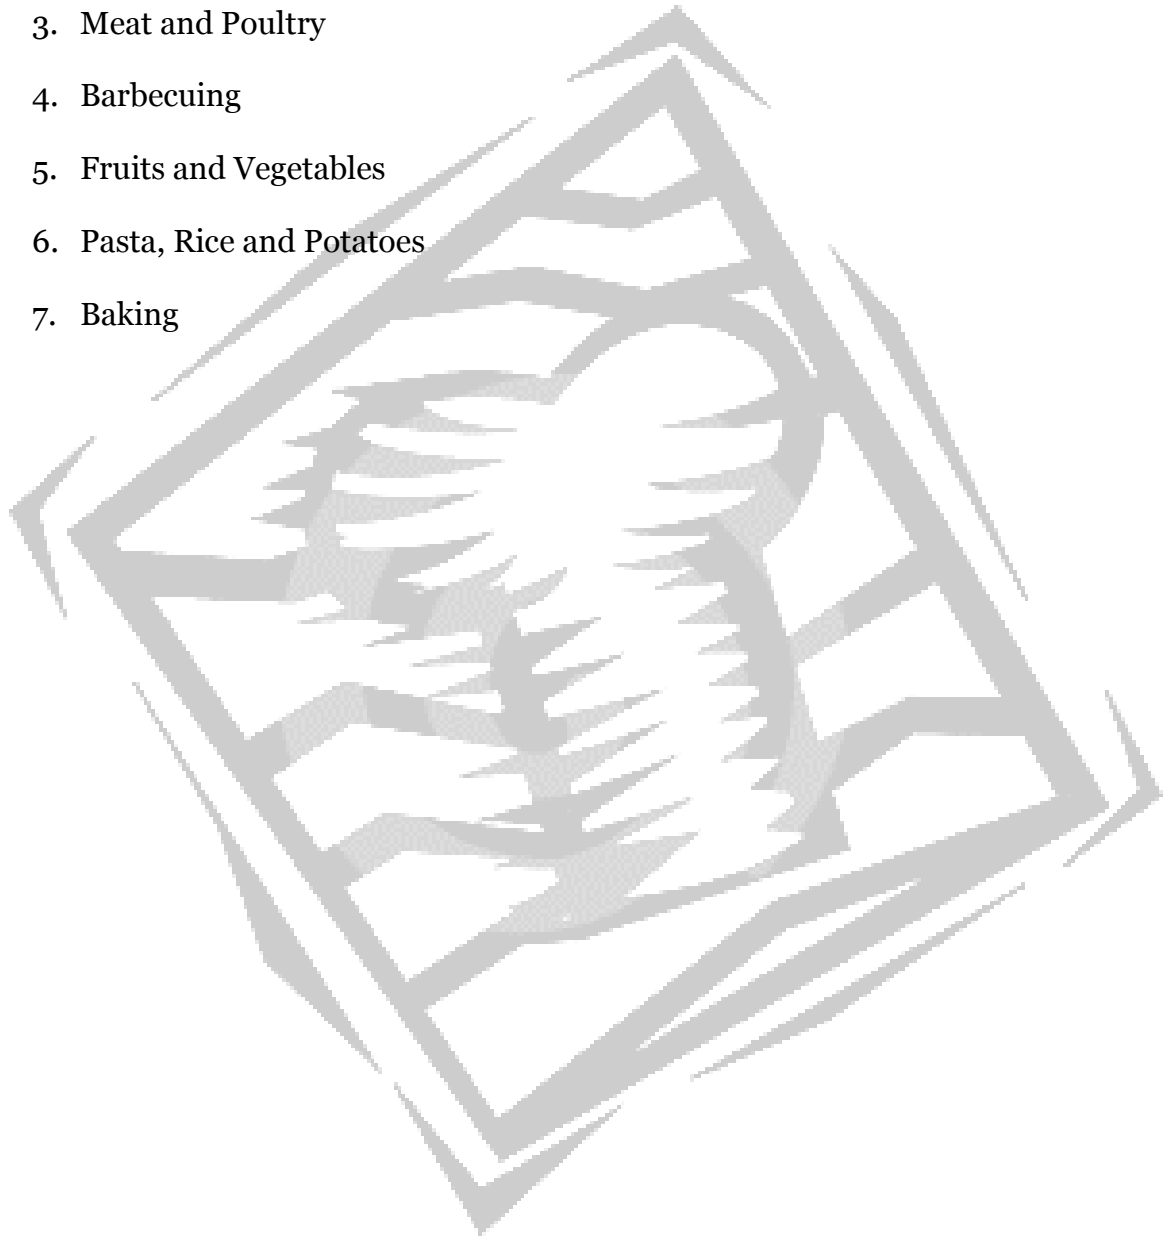 3. Meat and Poultry
4. Barbecuing
5. Fruits and Vegetables
6. Pasta, Rice and Potatoes
7. Baking